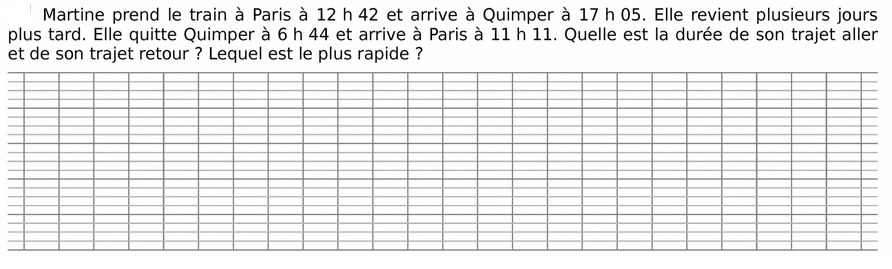 Martine prend le train à Paris à 12 h 42 et arrive à Quimper à 17 h 05. Elle revient plusieurs jours
plus tard. Elle quitte Quimper à 6 h 44 et arrive à Paris à 11 h 11. Quelle est la durée de son trajet aller
et de son trajet retour ? Lequel est le plus rapide ?